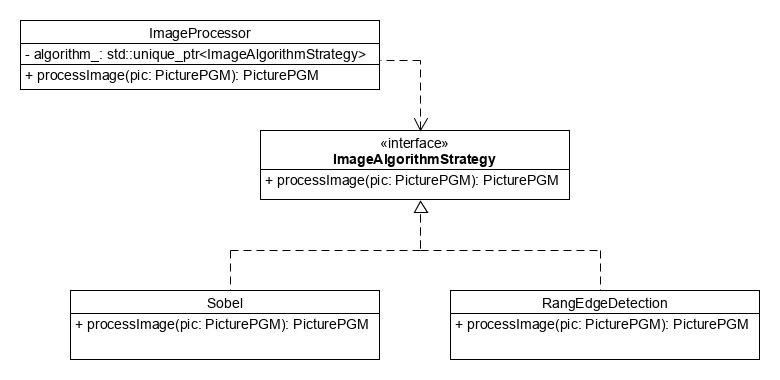 ImageProcessor
- algorithm_: std::unique_ptr<ImageAlgorithmStrategy>
+ processImage(pic: PicturePGM): PicturePGM
«interface»
ImageAlgorithmStrategy
+ processImage(pic: PicturePGM): PicturePGM
Sobel
+ processImage(pic: PicturePGM): PicturePGM
RangEdgeDetection
+ processImage(pic: PicturePGM): PicturePGM